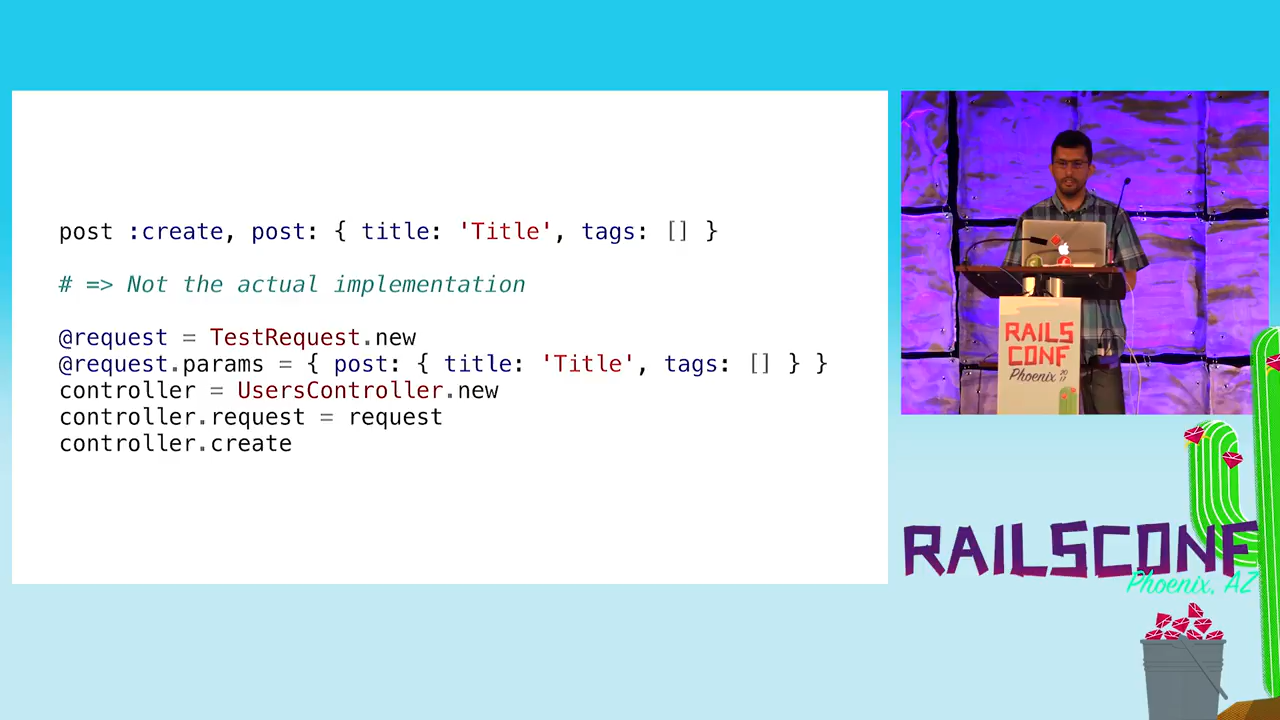 post :create, post: { title: 'Title', tags: [] }
# => Not the actual implementation
@request = TestRequest.new
@request.params = { post: { title: 'Title', tags: [] } }
controller = UsersController.new
controller.request = request
controller.create
RAILS
CONF
Phoenix 2017
RAILSCONF
Phoenix, AZ